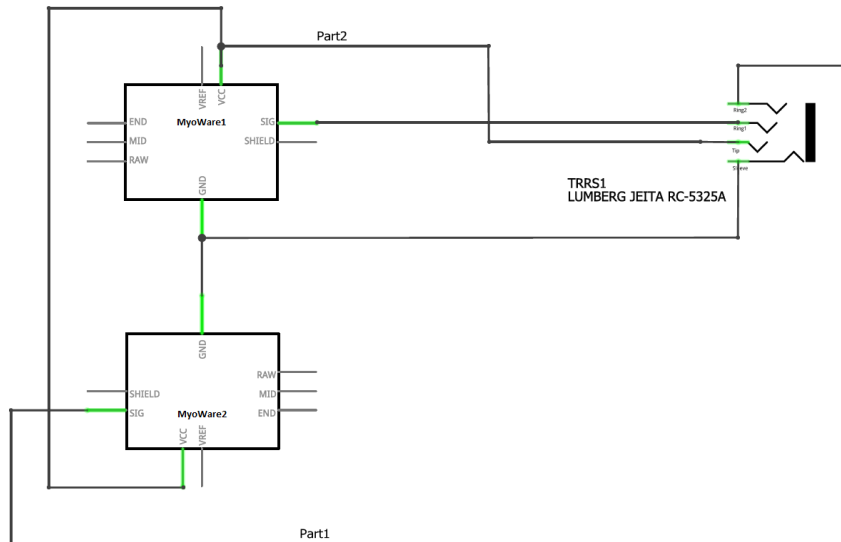 Part2
VREF
VCC
END
MID
RAW
MyoWare1
SIG
SHIELD
GND
Ring2
Ring1
Tip
Sleeve
TRRS1
LUMBERG JEITA RC-5325A
GND
SHIELD
SIG
MyoWare2
RAW
MID
END
VCC
VREF
Part1